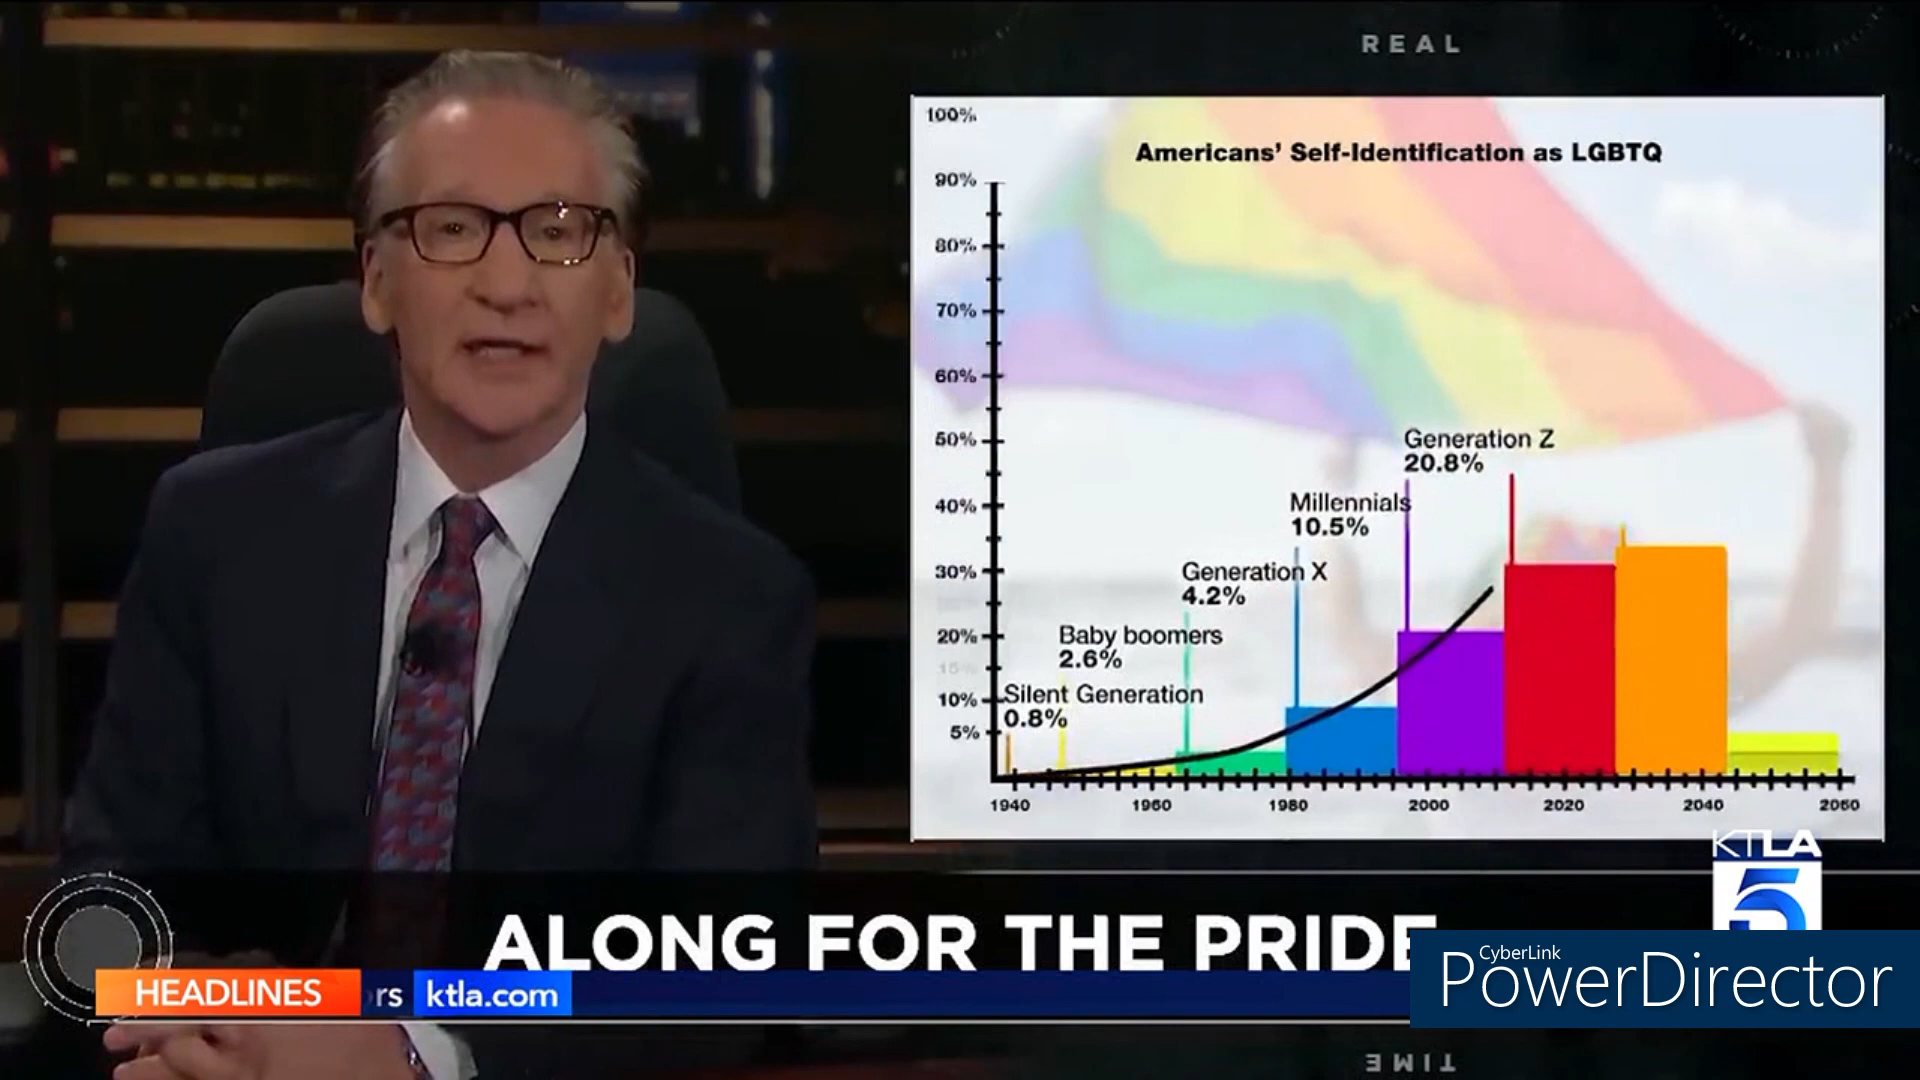 REAL
100%
Americans' Self-Identification as LGBTQ
90%
80%
70%
60%
50%
40%
30%
20%
15%
10%
5%
Generation Z
20.8%
Millennials
10.5%
Generation X
4.2%
Baby boomers
2.6%
Silent Generation
0.8%
1940 1960 1980 2000 2020 2040 2060
KTLA
5
ALONG FOR THE PRIDE
HEADLINES rs ktla.com
CyberLink
PowerDirector
TIME